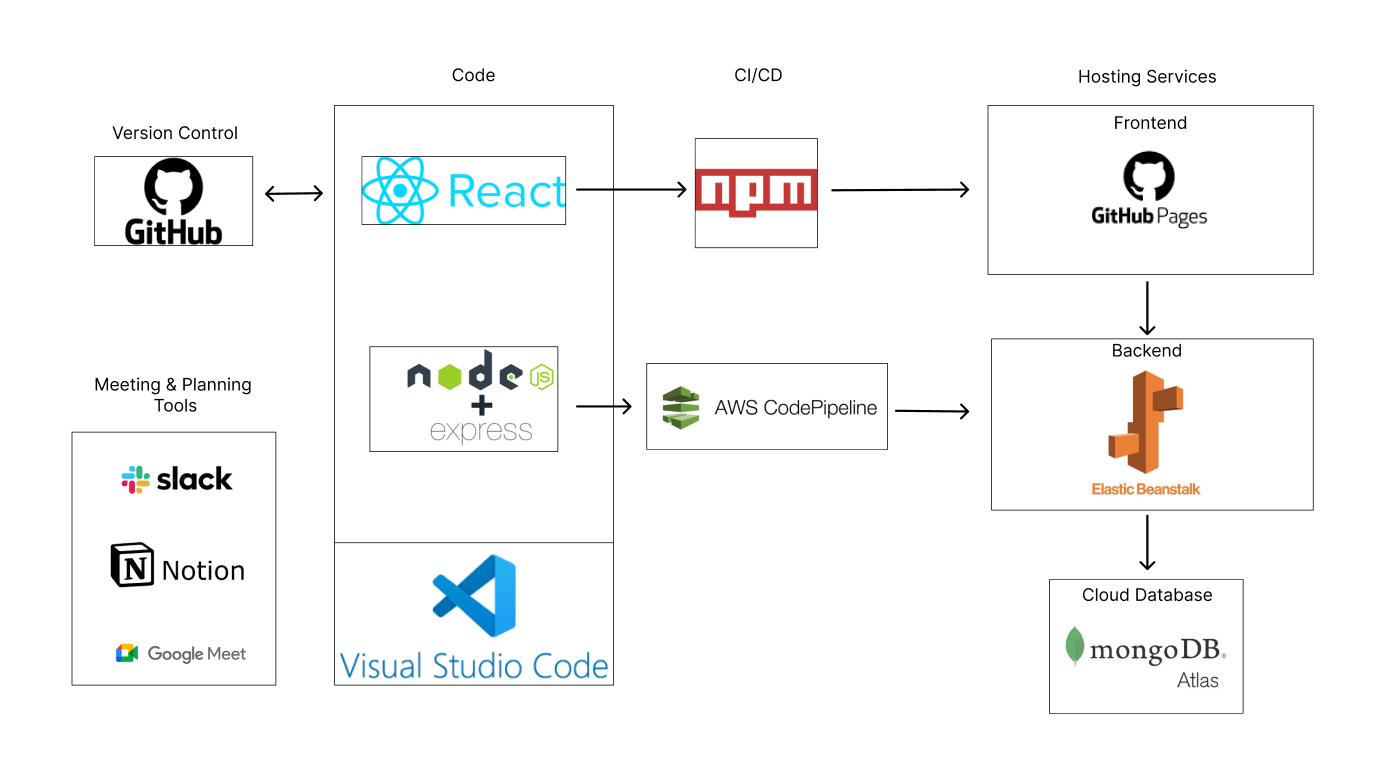 Code
CI/CD
Hosting Services
Version Control
GitHub
React
npm
Frontend
GitHub Pages
Meeting & Planning
Tools
slack
Notion
Google Meet
node
JS
+
express
AWS CodePipeline
Backend
Elastic Beanstalk
Visual Studio Code
Cloud Database
mongoDB®
Atlas